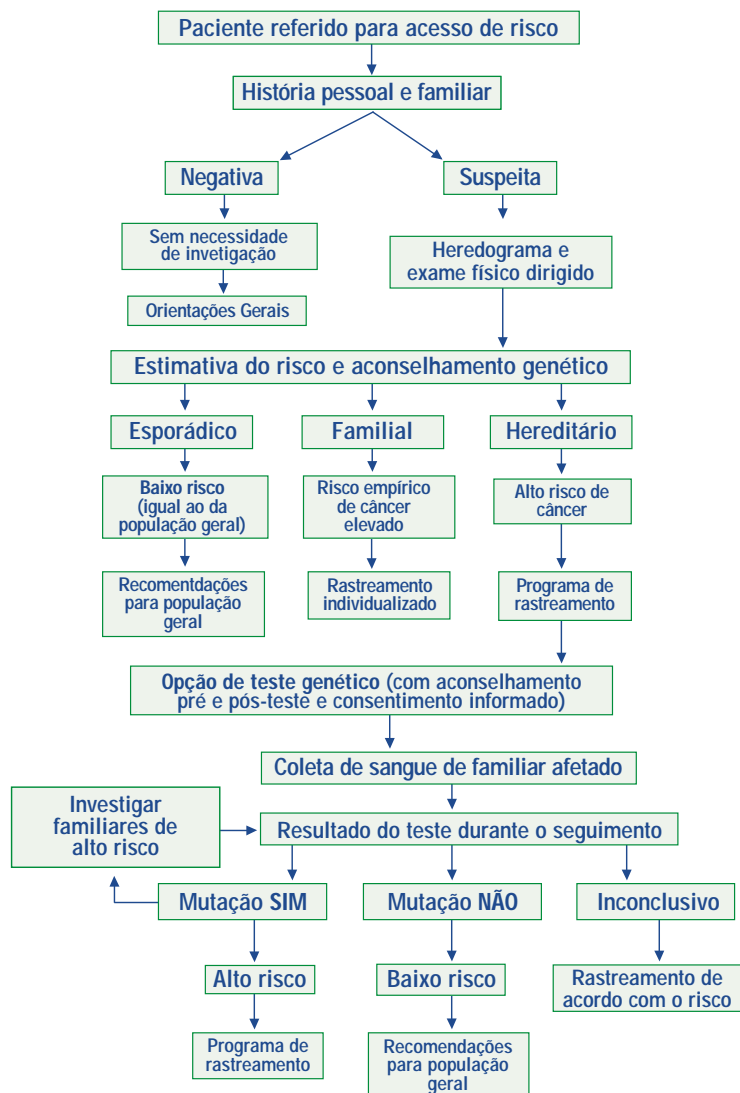 Paciente referido para acesso de risco
História pessoal e familiar
Negativa
Suspeita
Sem necessidade
de invetigação
Heredograma e
exame físico dirigido
Orientações Gerais
Estimativa do risco e aconselhamento genético
Esporádico
Familial
Hereditário
Baixo risco
(igual ao da
população geral)
Risco empírico
de câncer
elevado
Alto risco de
câncer
Recomentdações
para população
geral
Rastreamento
individualizado
Programa de
rastreamento
Opção de teste genético (com aconselhamento
pré e pós-teste e consentimento informado)
Coleta de sangue de familiar afetado
Investigar
familiares de
alto risco
Resultado do teste durante o seguimento
Mutação SIM
Mutação NÃO
Inconclusivo
Alto risco
Baixo risco
Rastreamento de
acordo com o risco
Programa de
rastreamento
Recomendações
para população
geral